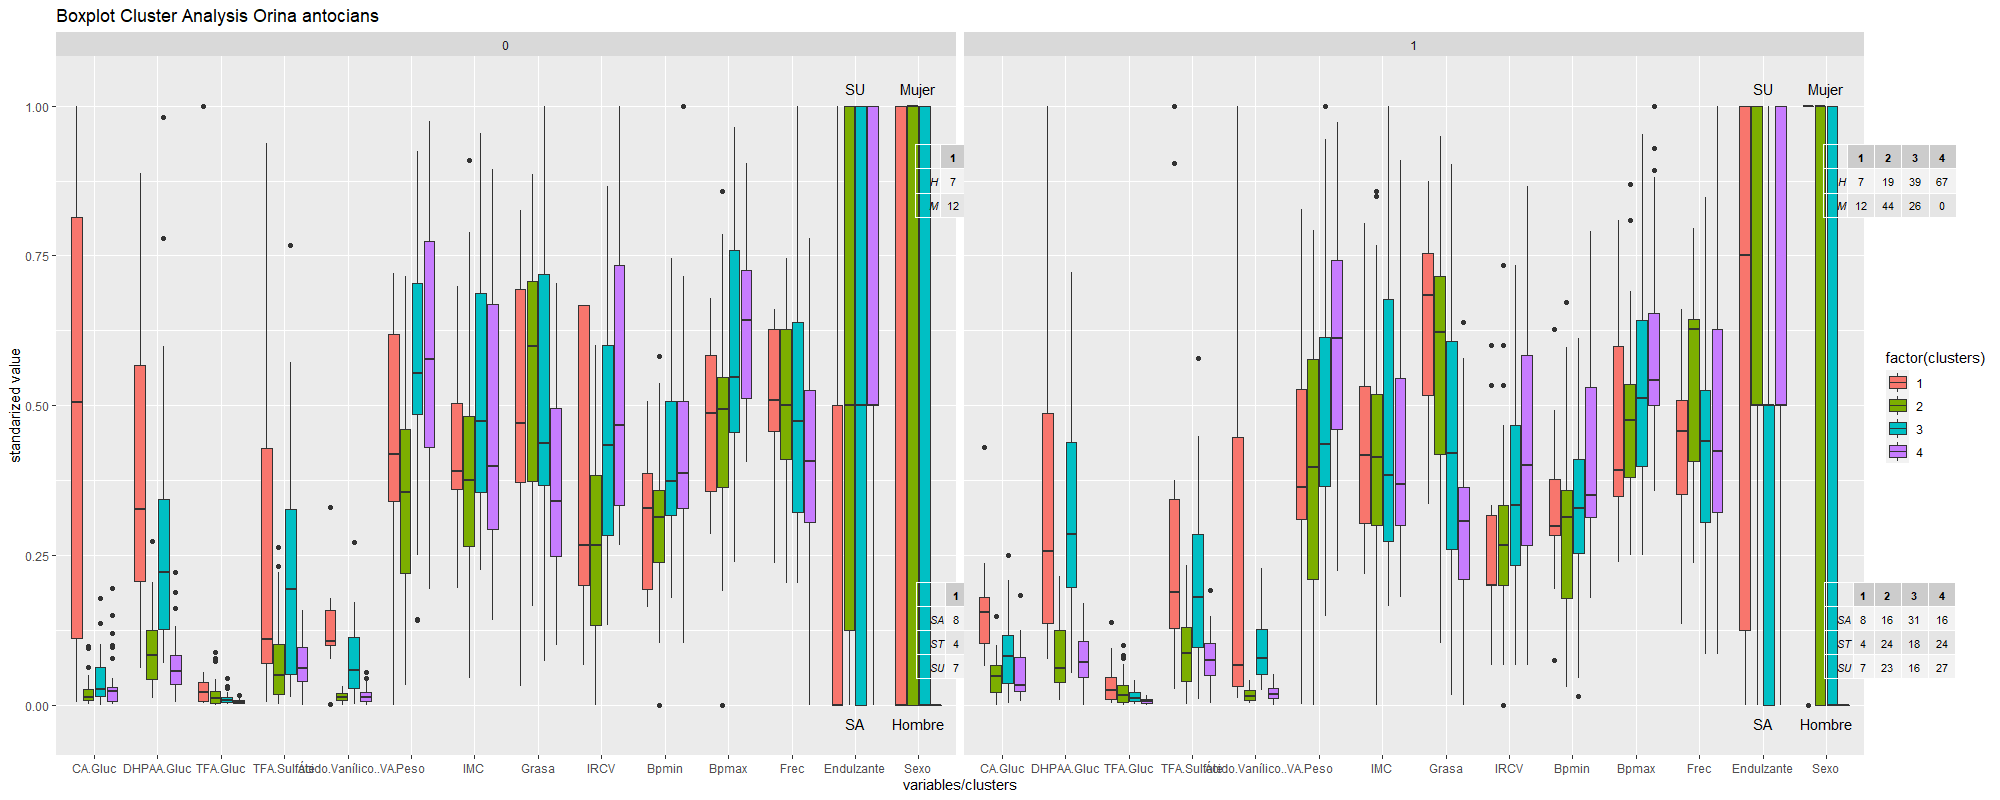 Boxplot Cluster Analysis Orina antocians
0
1
SU Mujer
SU Mujer
1.00
0.75
0.50
0.25
0.00
standarized value
1
H 7
M 12
1 2 3 4
H 7 19 39 67
M 12 44 26 0
1
SA 8
ST 4
SU 7
1 2 3 4
SA 8 16 31 16
ST 4 24 18 24
SU 7 23 16 27
SA Hombre
SA Hombre
CA.Gluc DHPAA.Gluc TFA.Gluc TFA.Sulfato Ácido.Vanílico.. VA.Peso IMC Grasa IRCV Bpmin Bpmax Frec Endulzante Sexo
CA.Gluc DHPAA.Gluc TFA.Gluc TFA.Sulfato Ácido.Vanílico.. VA.Peso IMC Grasa IRCV Bpmin Bpmax Frec Endulzante Sexo
variables/clusters
factor(clusters)
1
2
3
4